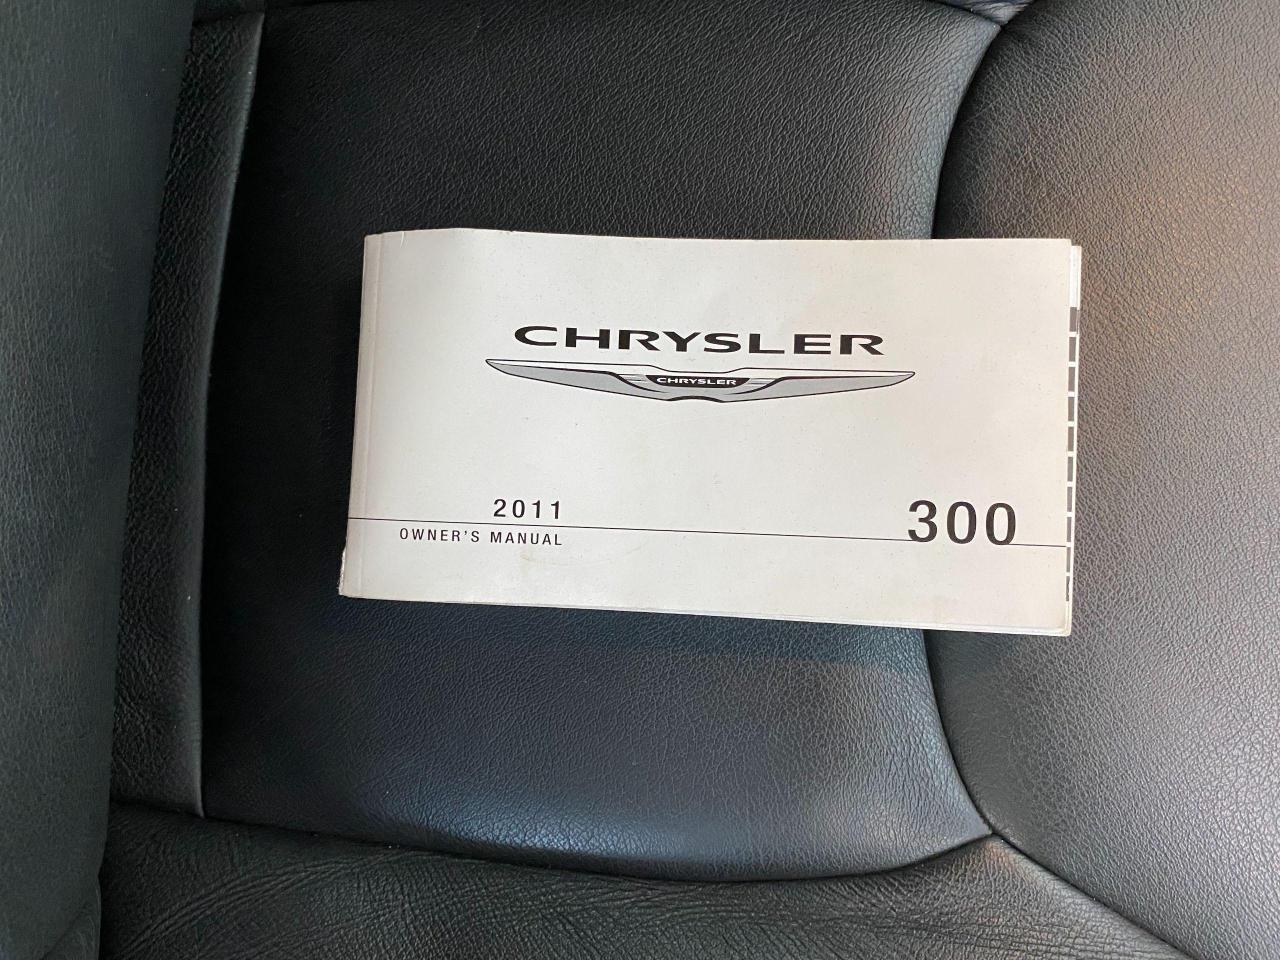 CHRYSLER
CHRYSLER
2011
OWNER'S MANUAL
300